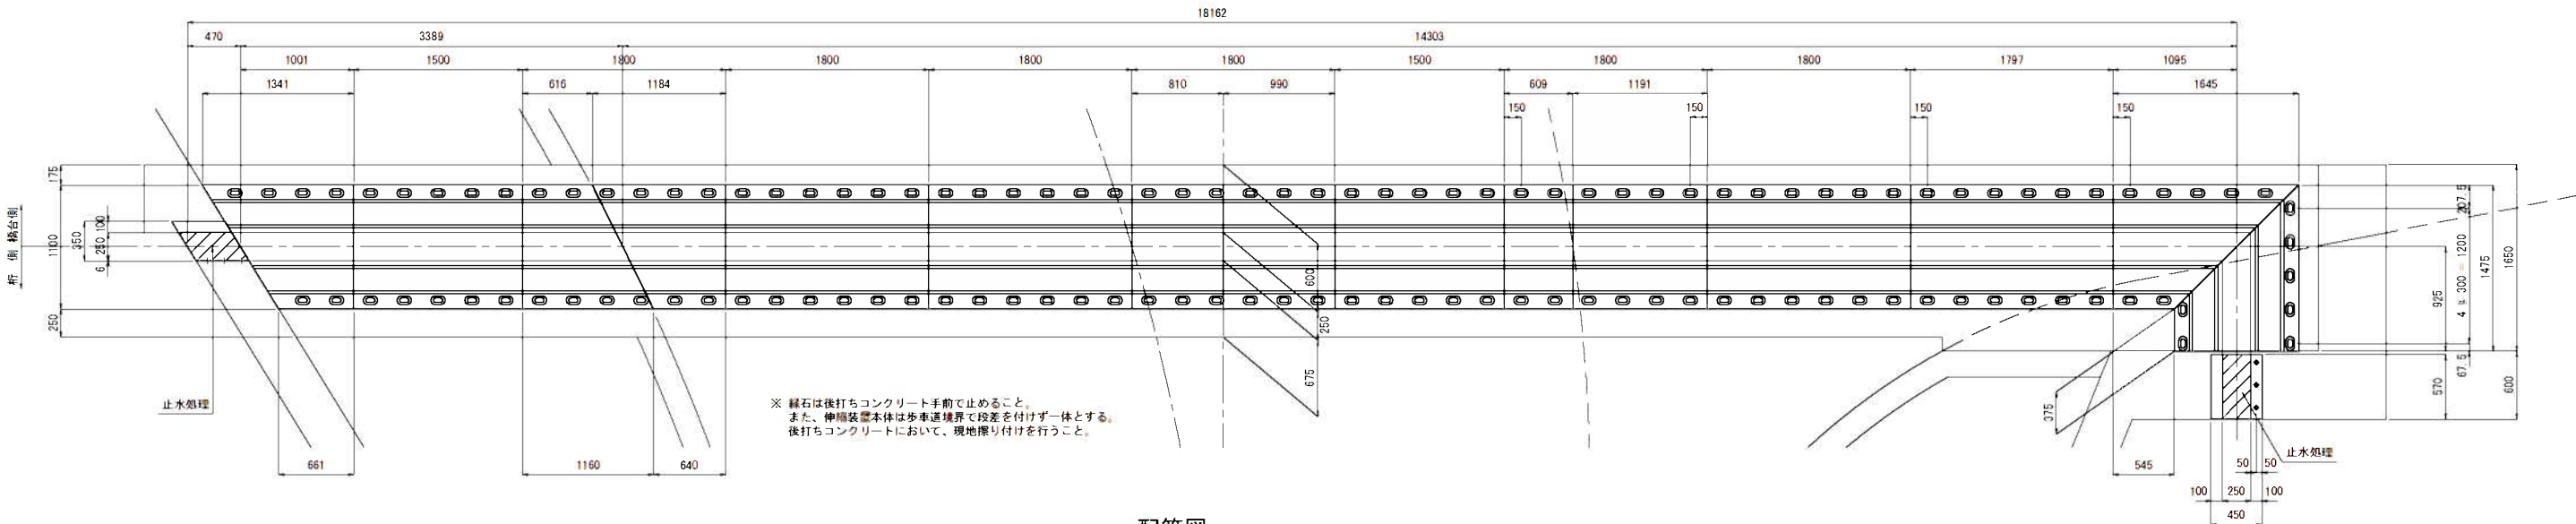 18162
470 3389 14303
1001 1500 1800 1800 1800 1800 1500 1800 1800 1797 1095
1341 616 1184 810 990 609 1191 1645
150 150 150 150
175
1100
250
350
100
250
6
桁側 橋台側
600
250
675
375
207.5
4 x 300 = 1200
67.5
925
1475
1650
570
600
止水処理
※ 縁石は後打ちコンクリート手前で止めること。
また、伸縮装置本体は歩車道境界で段差を付けず一体とする。
後打ちコンクリートにおいて、現地擦り付けを行うこと。
止水処理
661 1160 640 545
50 50
100 250 100
450